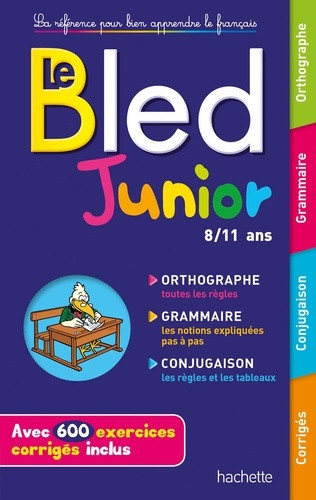 La référence pour bien apprendre le français
Le
Bled
Junior
8/11 ans
ORTHOGRAPHE
toutes les règles
GRAMMAIRE
les notions expliquées
pas à pas
CONJUGAISON
les règles et les tableaux
Avec 600 exercices
corrigés inclus
hachette
Orthographe
Grammaire
Conjugaison
Corrigés